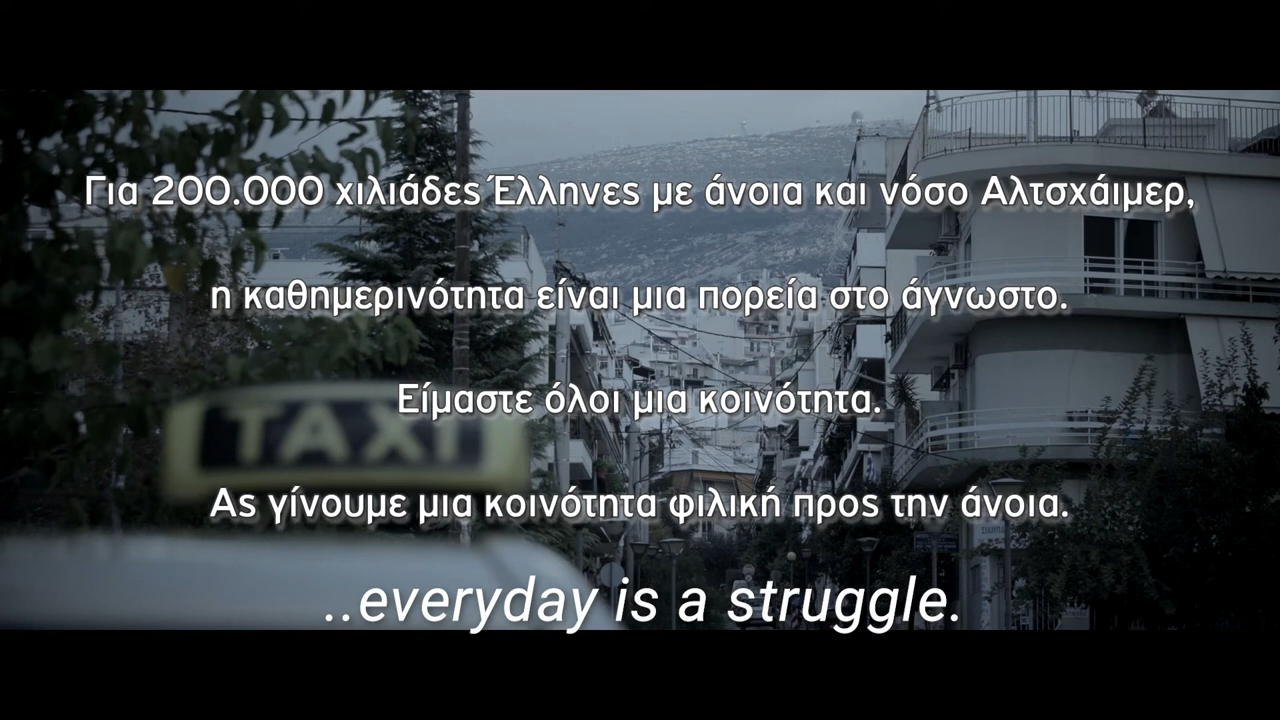 Για 200.000 χιλιάδες Έλληνες με άνοια και νόσο Αλτσχάιμερ,
η καθημερινότητα είναι μια πορεία στο άγνωστο.
Είμαστε όλοι μια κοινότητα.
TAXI
Ας γίνουμε μια κοινότητα φιλική προς την άνοια.
..everyday is a struggle.